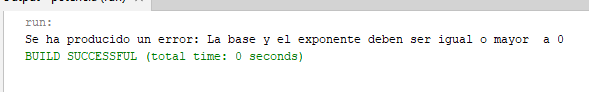 run:
Se ha producido un error: La base y el exponente deben ser igual o mayor  a 0
BUILD SUCCESSFUL (total time: 0 seconds)